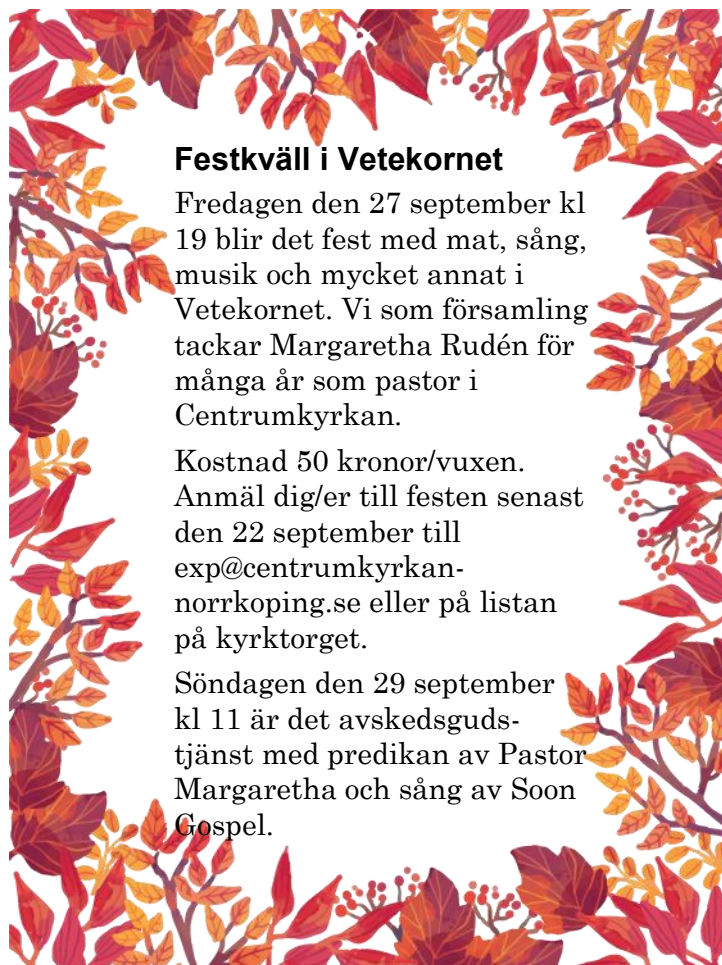 Festkväll i Vetekornet
Fredagen den 27 september kl
19 blir det fest med mat, sång,
musik och mycket annat i
Vetekornet. Vi som församling
tackar Margaretha Rudén för
många år som pastor i
Centrumkyrkan.
Kostnad 50 kronor/vuxen.
Anmäl dig/er till festen senast
den 22 september till
exp@centrumkyrkan-
norrkoping.se eller på listan
på kyrktorget.
Söndagen den 29 september
kl 11 är det avskedsguds-
tjänst med predikan av Pastor
Margaretha och sång av Soon
Gospel.